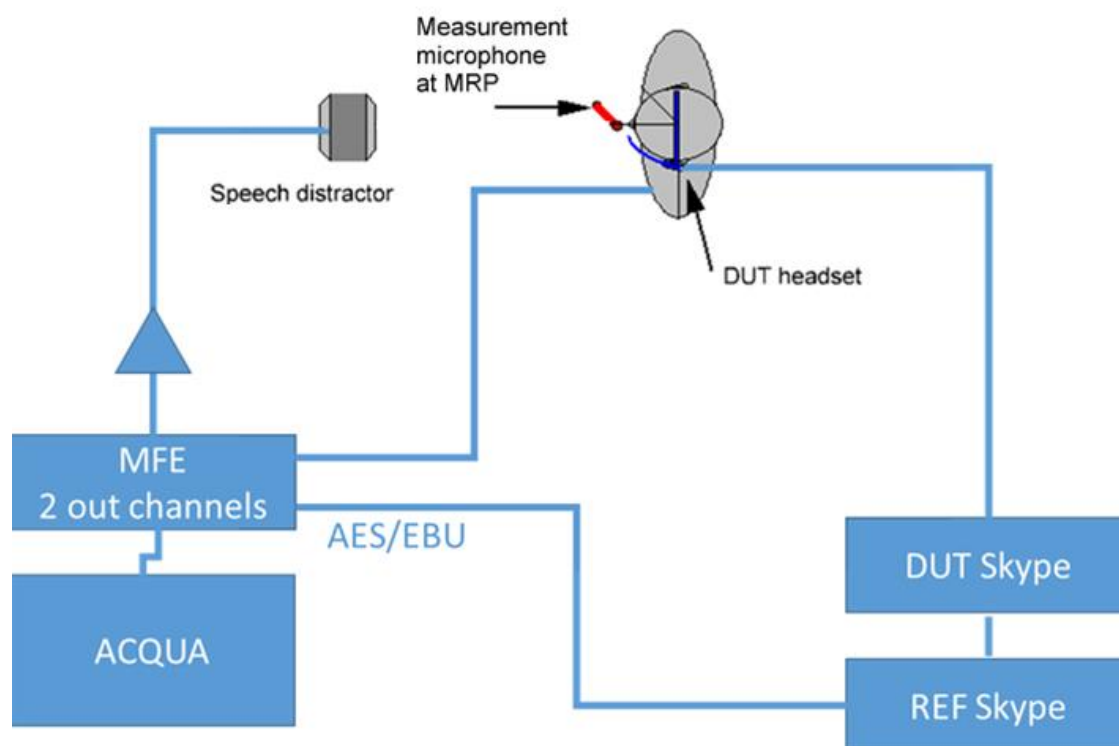 Measurement
microphone
at MRP
Speech distractor
DUT headset
MFE
2 out channels
AES/EBU
DUT Skype
ACQUA
REF Skype